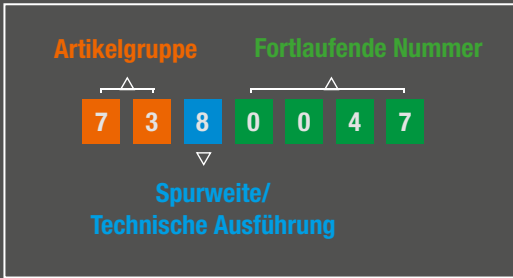 Artikelgruppe Fortlaufende Nummer
7 3 8 0 0 4 7
Spurweite/
Technische Ausführung